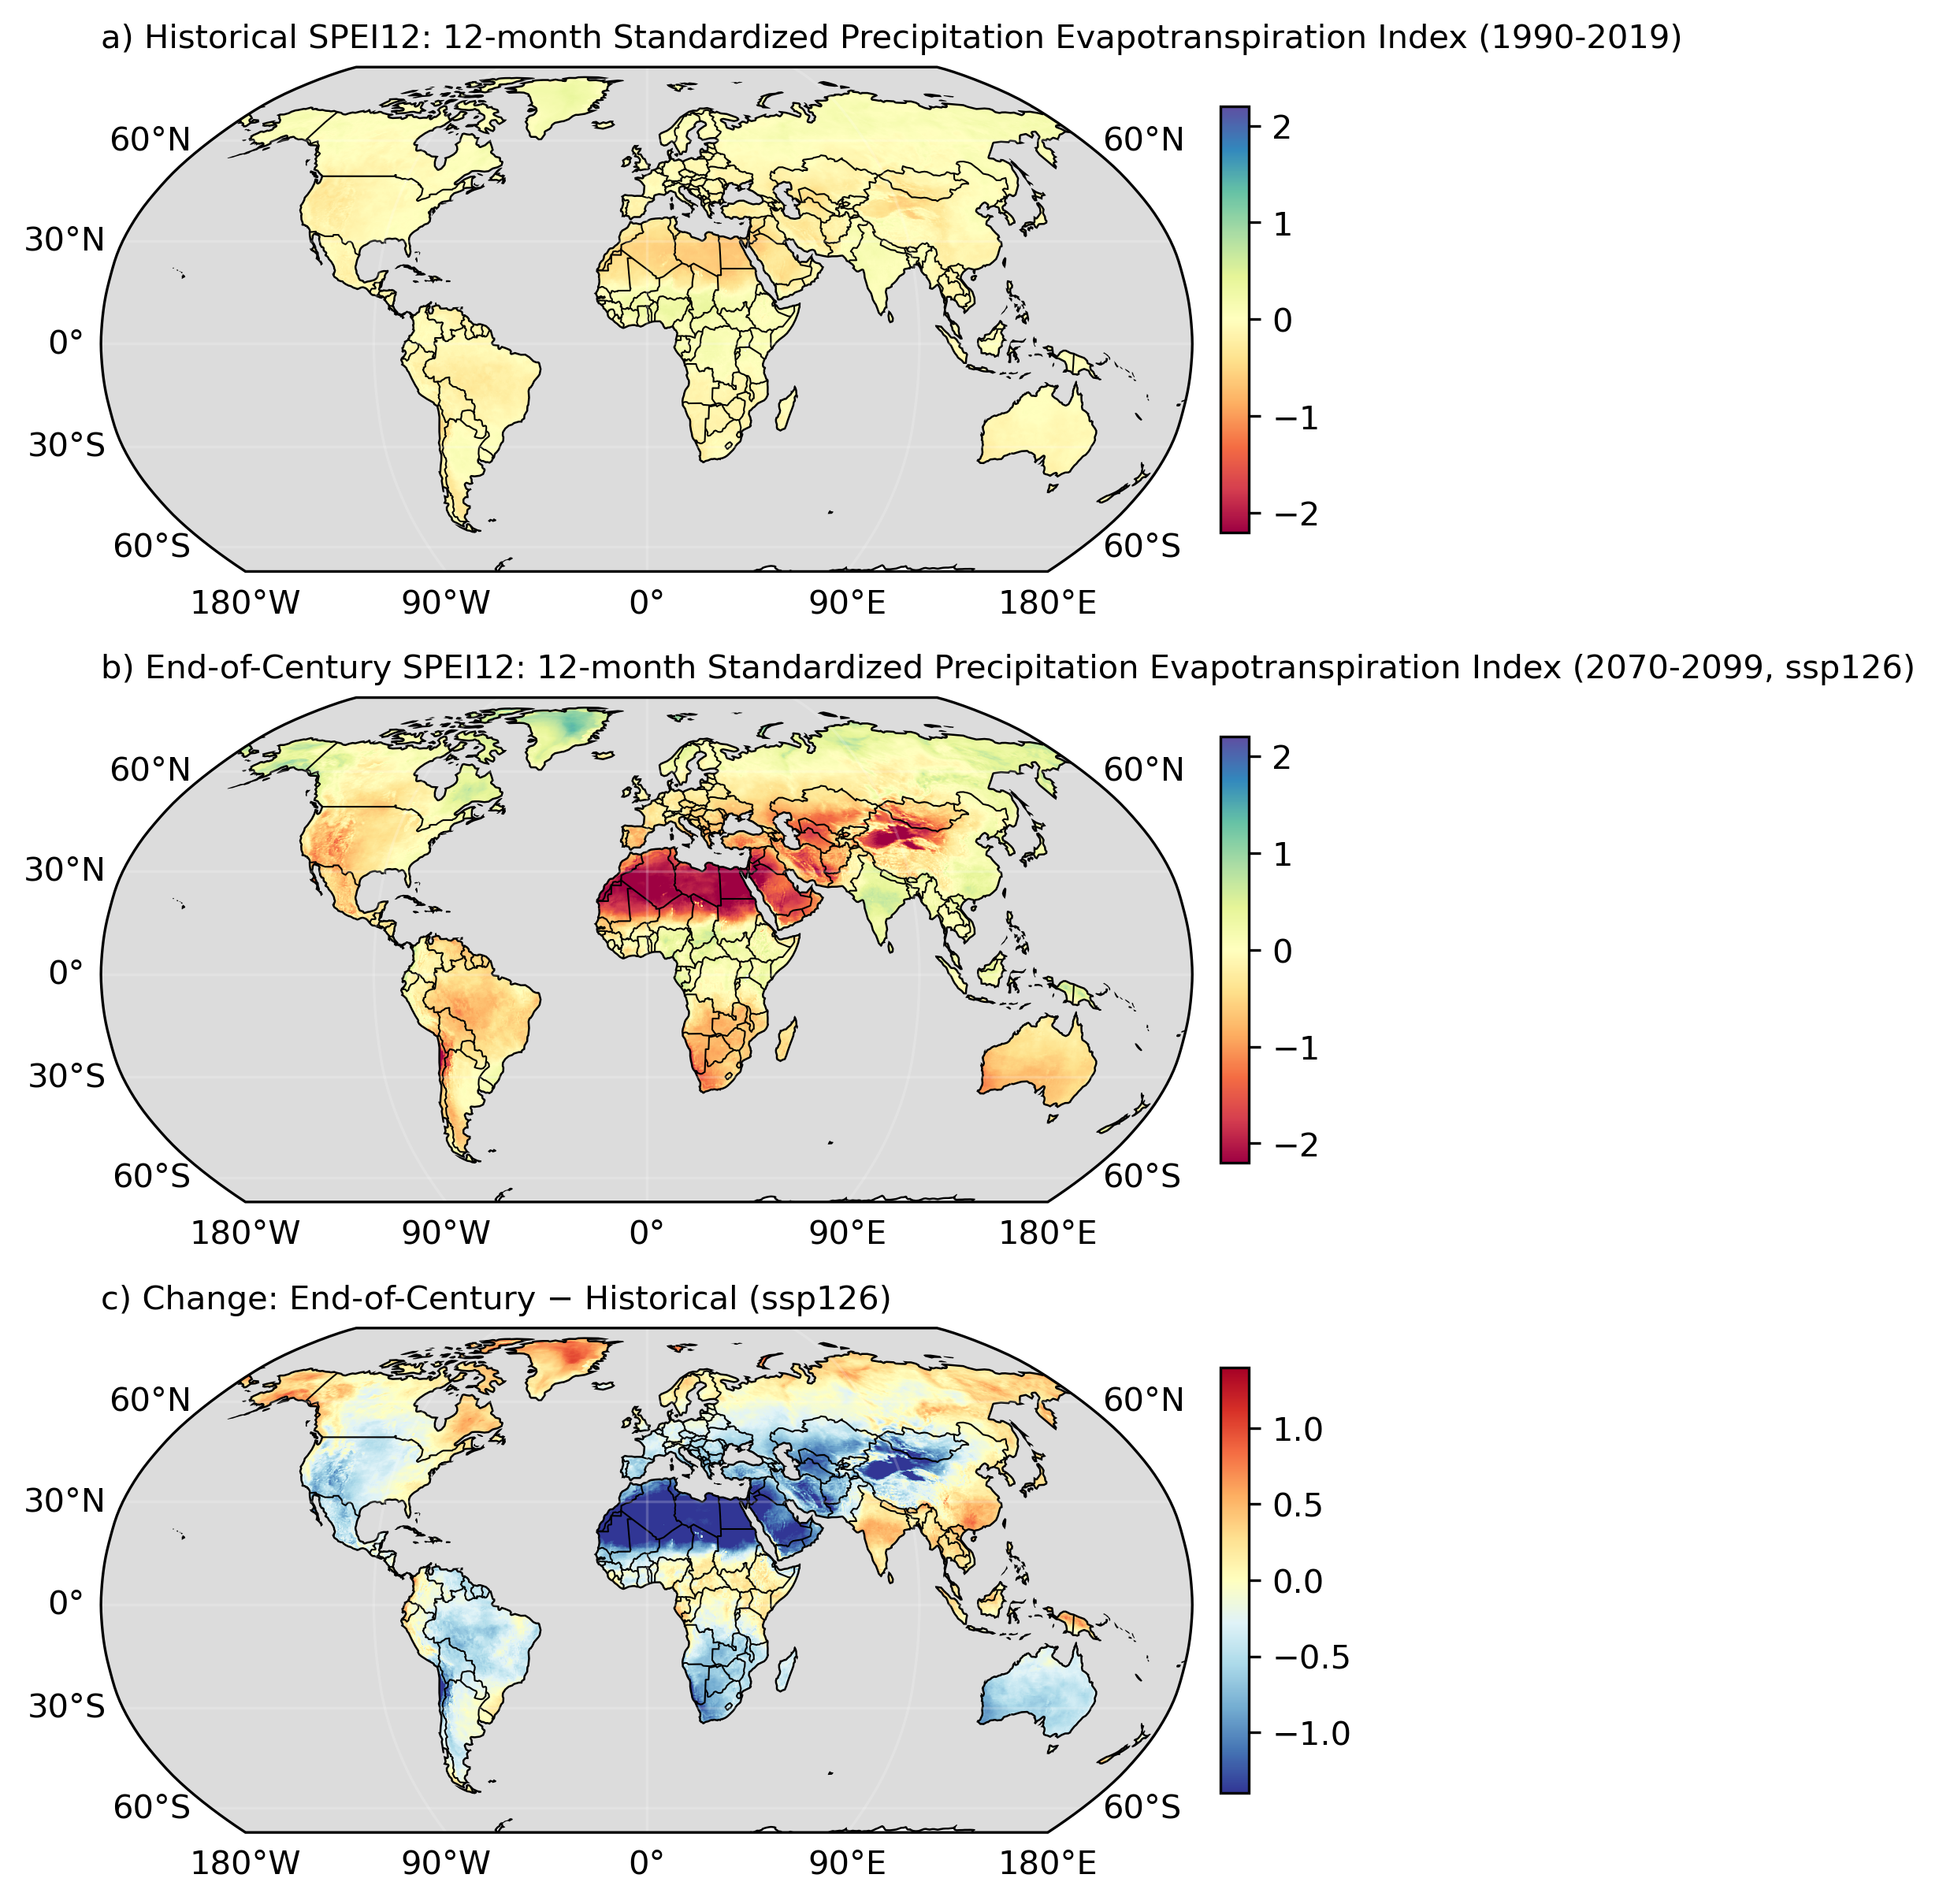 a) Historical SPEI12: 12-month Standardized Precipitation Evapotranspiration Index (1990-2019)
60°N
60°N
30°N
0°
30°S
60°S
60°S
180°W
90°W
0°
90°E
180°E
2
1
0
−1
−2
b) End-of-Century SPEI12: 12-month Standardized Precipitation Evapotranspiration Index (2070-2099, ssp126)
60°N
60°N
30°N
0°
30°S
60°S
60°S
180°W
90°W
0°
90°E
180°E
2
1
0
−1
−2
c) Change: End-of-Century − Historical (ssp126)
60°N
60°N
30°N
0°
30°S
60°S
60°S
180°W
90°W
0°
90°E
180°E
1.0
0.5
0.0
−0.5
−1.0